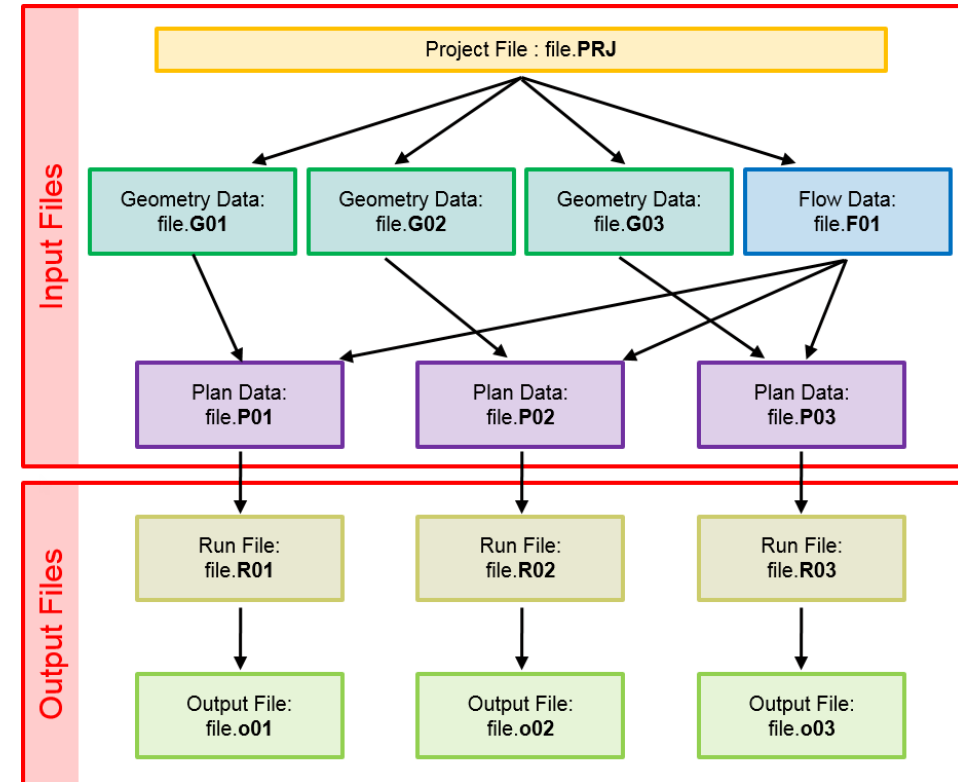 Input Files
Project File : file.PRJ
Geometry Data:
file.G01
Geometry Data:
file.G02
Geometry Data:
file.G03
Flow Data:
file.F01
Plan Data:
file.P01
Plan Data:
file.P02
Plan Data:
file.P03
Output Files
Run File:
file.R01
Run File:
file.R02
Run File:
file.R03
Output File:
file.o01
Output File:
file.o02
Output File:
file.o03